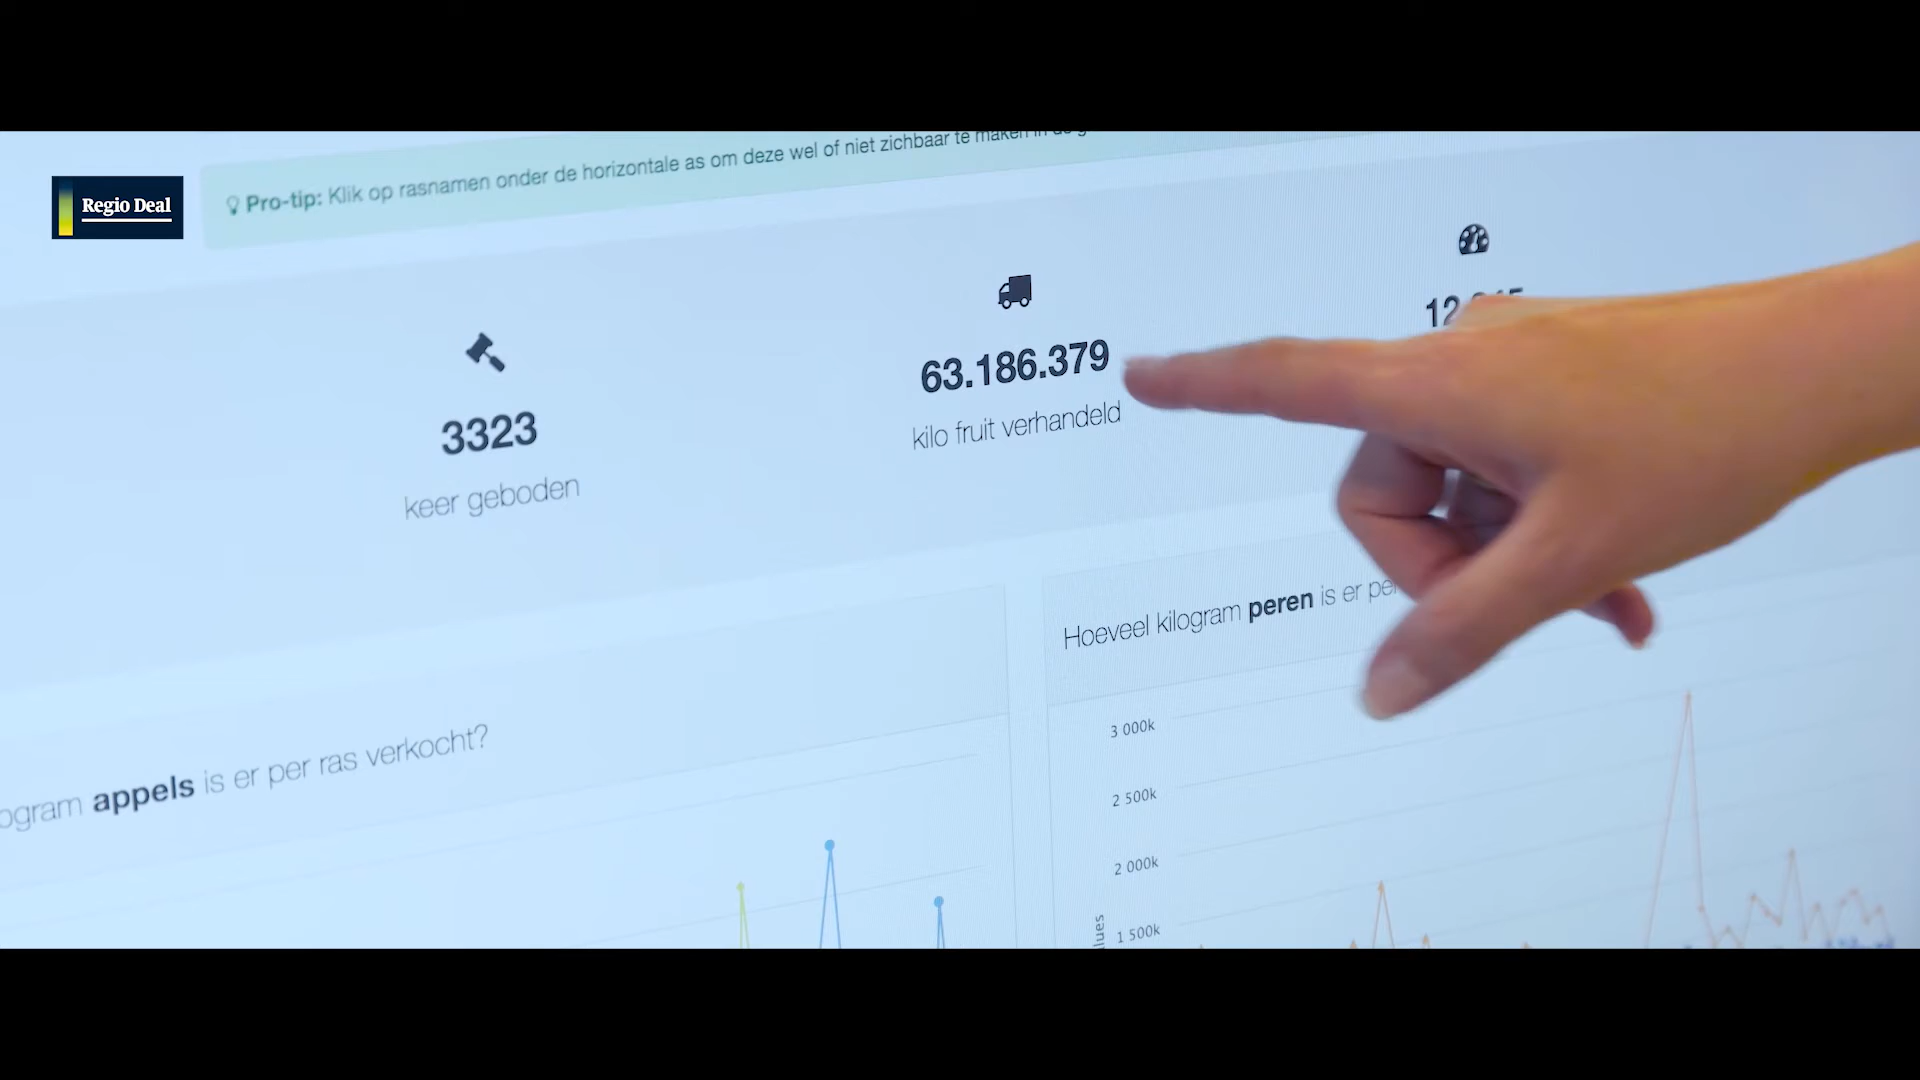 Pro-tip: Klik op rasnamen onder de horizontale as om deze wel of niet zichbaar te maken in de
Regio Deal
3323
keer geboden
63.186.379
kilo fruit verhandeld
appels is er per ras verkocht?
Hoeveel kilogram peren is er
3 000k
2 500k
2 000k
1 500k